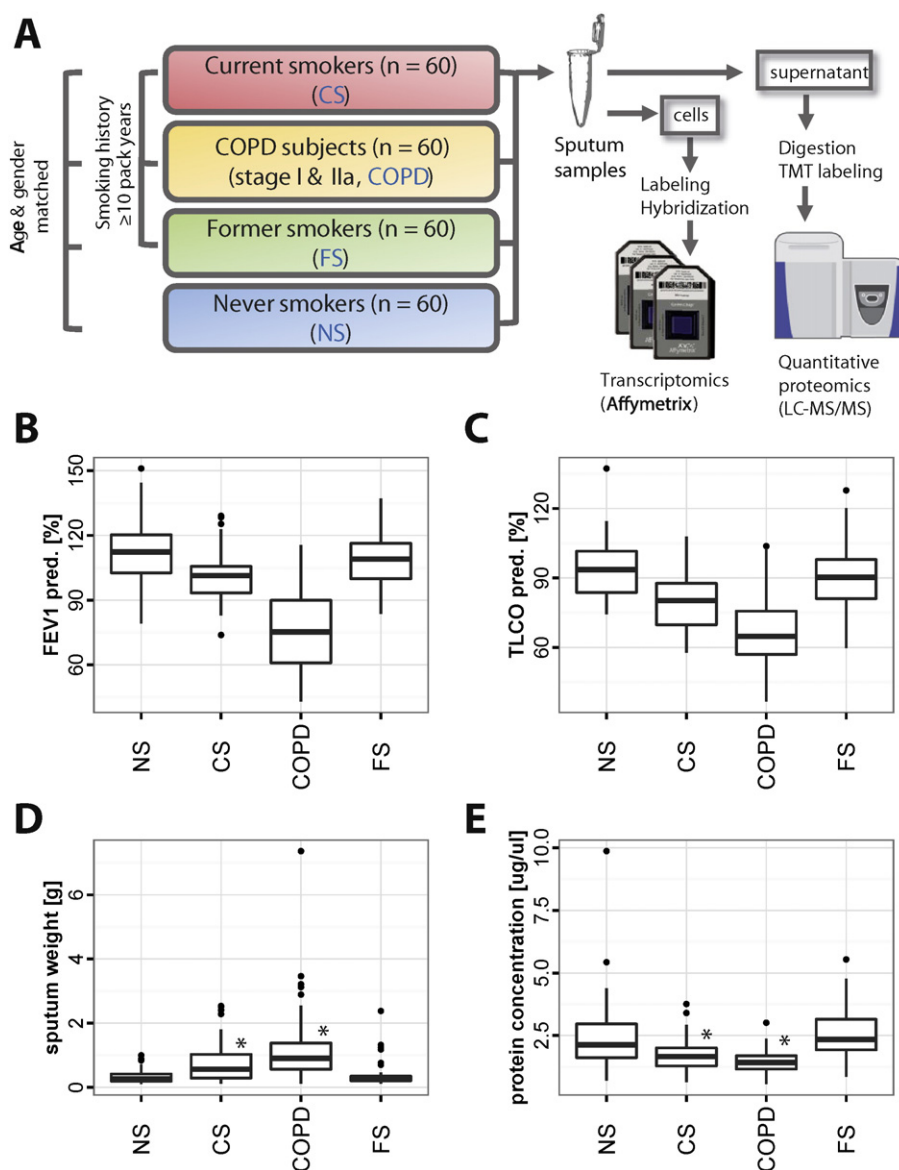 A
Age & gender
matched
Smoking history
≥10 pack years
Current smokers (n = 60)
(CS)
COPD subjects (n = 60)
(stage I & IIa, COPD)
Former smokers (n = 60)
(FS)
Never smokers (n = 60)
(NS)
Sputum
samples
cells
Labeling
Hybridization
Transcriptomics
(Affymetrix)
supernatant
Digestion
TMT labeling
Quantitative
proteomics
(LC-MS/MS)
B
FEV1 pred. [%]
150
120
90
60
NS
CS
COPD
FS
C
TLCO pred. [%]
120
90
60
NS
CS
COPD
FS
D
sputum weight [g]
6
4
2
0
*
*
NS
CS
COPD
FS
E
protein concentration [ug/ul]
10.0
7.5
5.0
2.5
*
*
NS
CS
COPD
FS